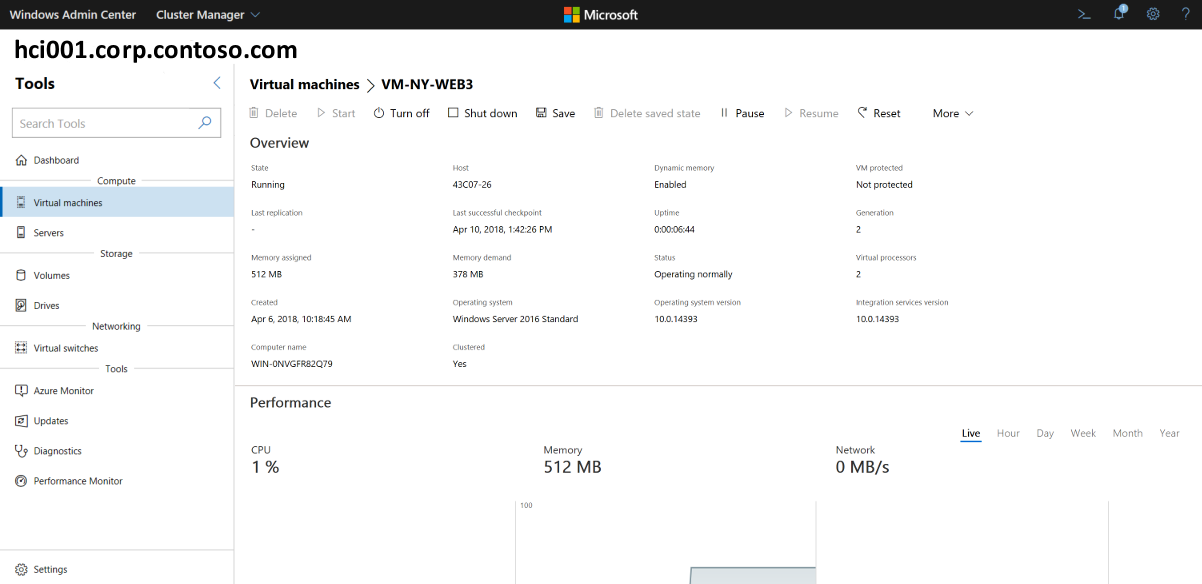 Windows Admin Center Cluster Manager Microsoft
hci001.corp.contoso.com
Tools
Search Tools
Dashboard
Compute
Virtual machines
Servers
Storage
Volumes
Drives
Networking
Virtual switches
Tools
Azure Monitor
Updates
Diagnostics
Performance Monitor
Settings
Virtual machines > VM-NY-WEB3
Delete Start Turn off Shut down Save Delete saved state Pause Resume Reset More
Overview
State Host Dynamic memory VM protected
Running 43C07-26 Enabled Not protected
Last replication Last successful checkpoint Uptime Generation
- Apr 10, 2018, 1:42:26 PM 0:00:06:44 2
Memory assigned Memory demand Status Virtual processors
512 MB 378 MB Operating normally 2
Created Operating system Operating system version Integration services version
Apr 6, 2018, 10:18:45 AM Windows Server 2016 Standard 10.0.14393 10.0.14393
Computer name Clustered
WIN-0NVGFR82Q79 Yes
Performance
Live Hour Day Week Month Year
CPU Memory Network
1 % 512 MB 0 MB/s
100